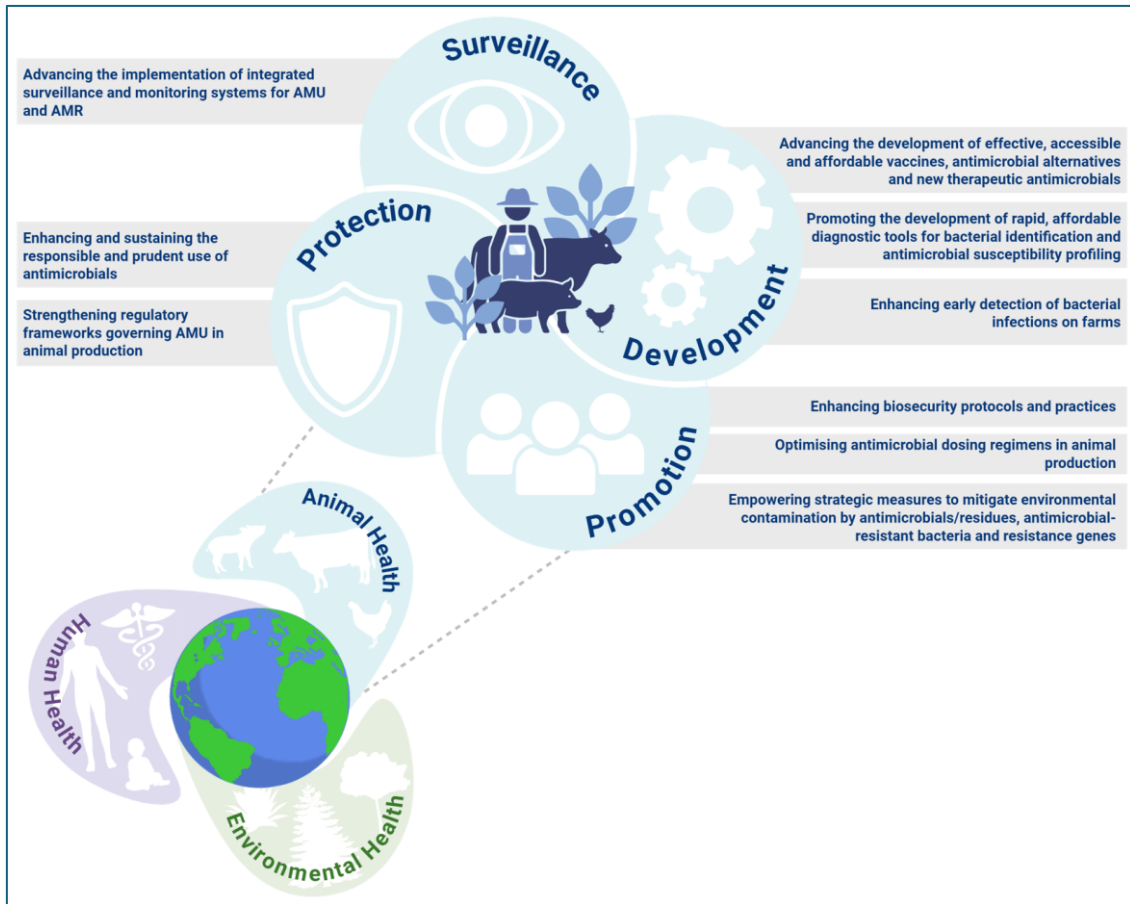 Surveillance
Advancing the implementation of integrated
surveillance and monitoring systems for AMU
and AMR
Protection
Enhancing and sustaining the
responsible and prudent use of
antimicrobials
Strengthening regulatory
frameworks governing AMU in
animal production
Development
Advancing the development of effective, accessible
and affordable vaccines, antimicrobial alternatives
and new therapeutic antimicrobials
Promoting the development of rapid, affordable
diagnostic tools for bacterial identification and
antimicrobial susceptibility profiling
Enhancing early detection of bacterial
infections on farms
Promotion
Enhancing biosecurity protocols and practices
Optimising antimicrobial dosing regimens in animal
production
Empowering strategic measures to mitigate environmental
contamination by antimicrobials/residues, antimicrobial-
resistant bacteria and resistance genes
Animal Health
Human Health
Environmental Health